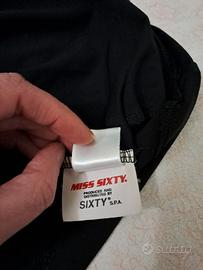 MISS SIXTY.
PRODUCED AND
DISTRIBUTED BY
SIXTY® S.P.A.
subito